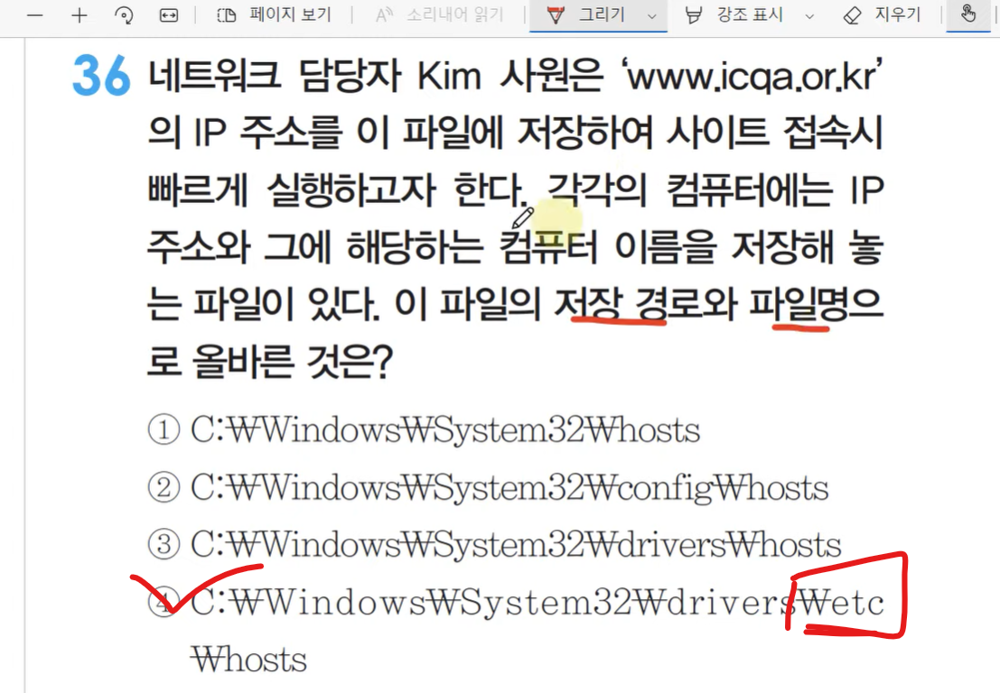 페이지 보기 소리내어 읽기 그리기 강조 표시 지우기
36 네트워크 담당자 Kim 사원은 ‘www.icqa.or.kr’
의 IP 주소를 이 파일에 저장하여 사이트 접속시
빠르게 실행하고자 한다. 각각의 컴퓨터에는 IP
주소와 그에 해당하는 컴퓨터 이름을 저장해 놓
는 파일이 있다. 이 파일의 저장 경로와 파일명으
로 올바른 것은?
① C:₩Windows₩System32₩hosts
② C:₩Windows₩System32₩config₩hosts
③ C:₩Windows₩System32₩drivers₩hosts
④ C:₩Windows₩System32₩drivers₩etc
₩hosts